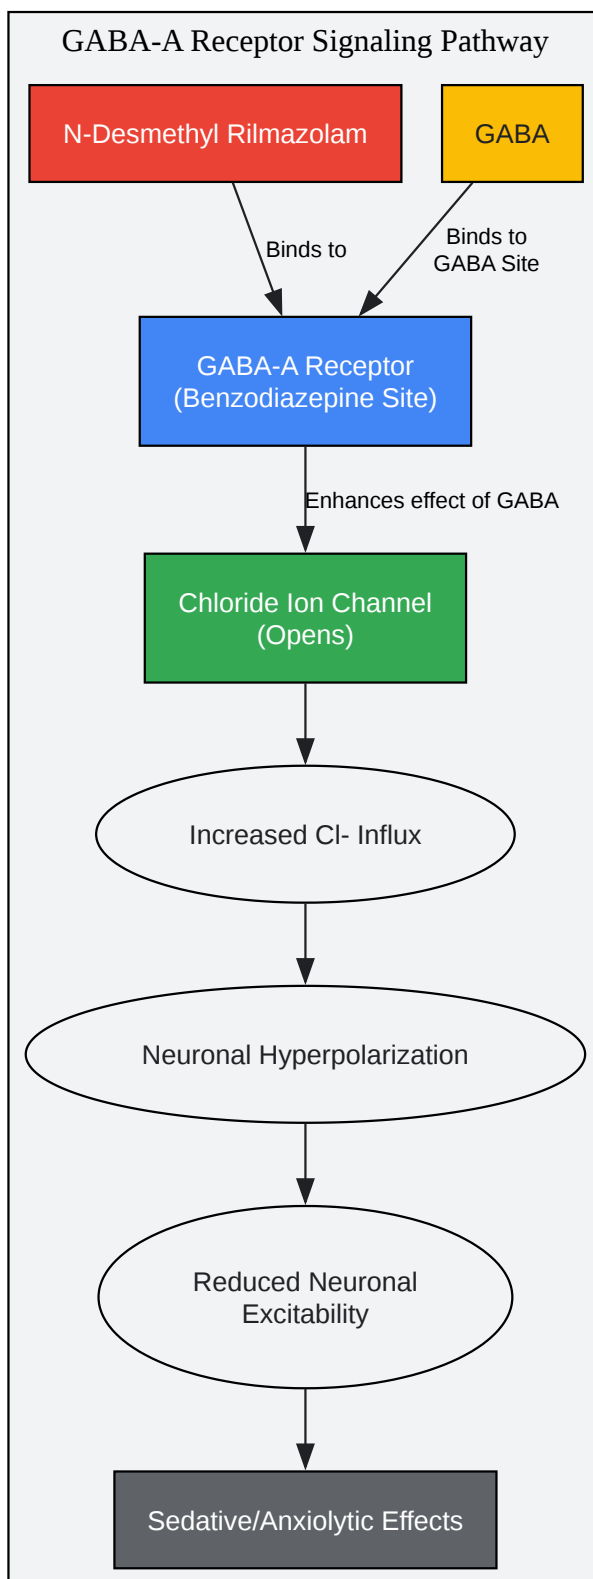 GABA-A Receptor Signaling Pathway
N-Desmethyl Rilmazolam
GABA
Binds to
Binds to
GABA Site
GABA-A Receptor
(Benzodiazepine Site)
Enhances effect of GABA
Chloride Ion Channel
(Opens)
Increased Cl- Influx
Neuronal Hyperpolarization
Reduced Neuronal
Excitability
Sedative/Anxiolytic Effects